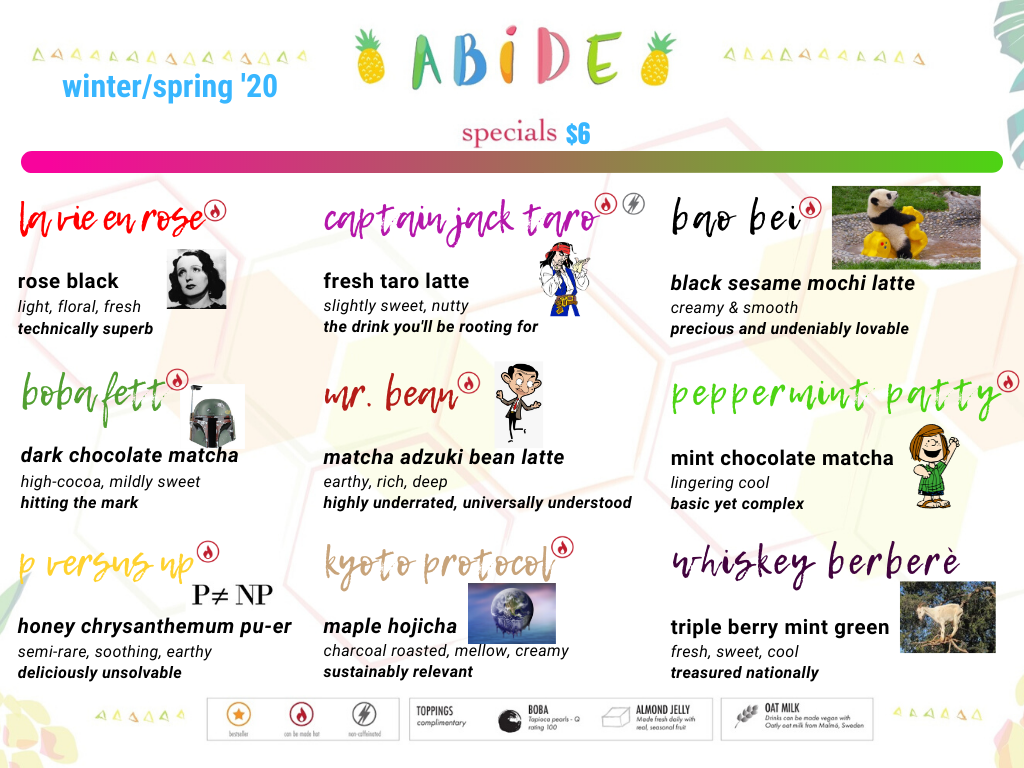 ABiDE
winter/spring '20
specials $6
la vie en rose
rose black
light, floral, fresh
technically superb
captain jack taro
fresh taro latte
slightly sweet, nutty
the drink you'll be rooting for
bao bei
black sesame mochi latte
creamy & smooth
precious and undeniably lovable
boba fett
dark chocolate matcha
high-cocoa, mildly sweet
hitting the mark
mr. bean
matcha adzuki bean latte
earthy, rich, deep
highly underrated, universally understood
peppermint patty
mint chocolate matcha
lingering cool
basic yet complex
p versus np
P≠ NP
honey chrysanthemum pu-er
semi-rare, soothing, earthy
deliciously unsolvable
kyoto protocol
maple hojicha
charcoal roasted, mellow, creamy
sustainably relevant
whiskey berberè
triple berry mint green
fresh, sweet, cool
treasured nationally
bestseller
can be made hot
non-caffeinated
TOPPINGS
complimentary
BOBA
Tapioca pearls - Q
rating 100
ALMOND JELLY
Made fresh daily with
real, seasonal fruit
OAT MILK
Drinks can be made vegan with
Oatly oat milk from Malmö, Sweden